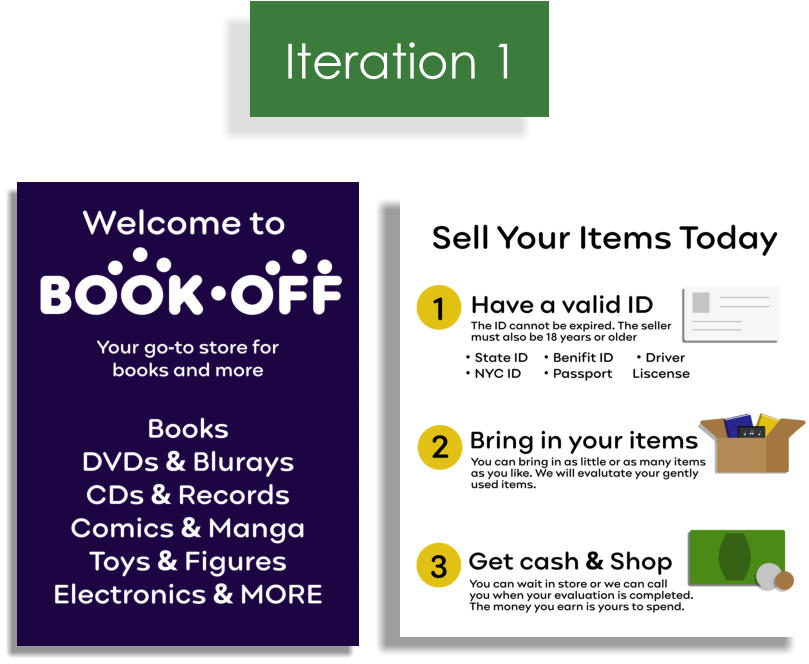 Iteration 1
Welcome to
BOOK•OFF
Your go-to store for
books and more
Books
DVDs & Blurays
CDs & Records
Comics & Manga
Toys & Figures
Electronics & MORE
Sell Your Items Today
1 Have a valid ID
The ID cannot be expired. The seller
must also be 18 years or older
• State ID • Benifit ID • Driver
• NYC ID • Passport Liscense
2 Bring in your items
You can bring in as little or as many items
as you like. We will evalutate your gently
used items.
3 Get cash & Shop
You can wait in store or we can call
you when your evaluation is completed.
The money you earn is yours to spend.